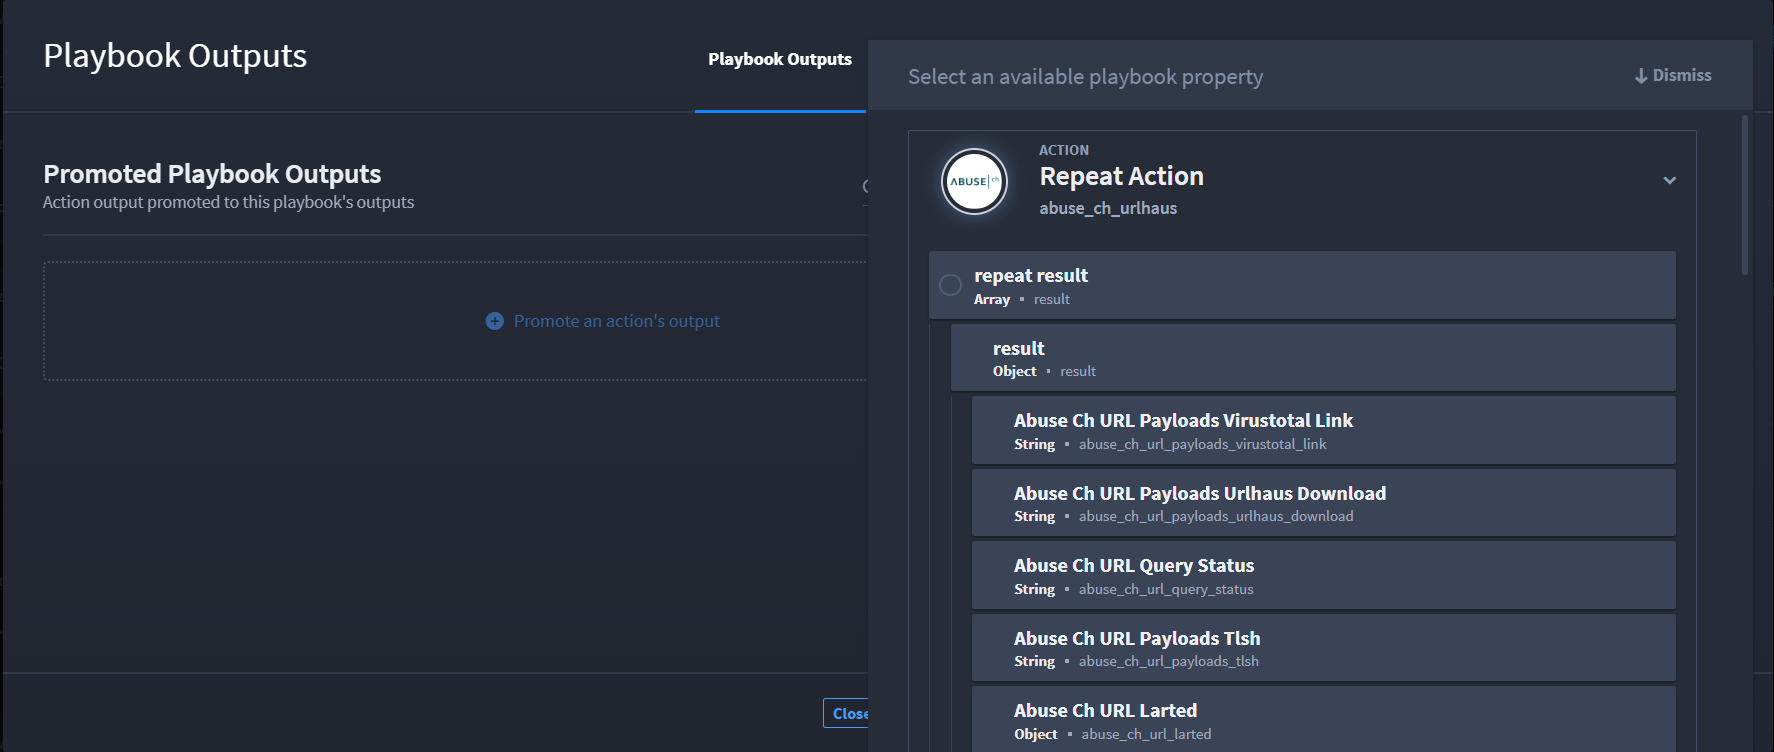 Playbook Outputs
Playbook Outputs
Promoted Playbook Outputs
Action output promoted to this playbook's outputs
Promote an action's output
Close
Select an available playbook property
Dismiss
ABUSE|ch
ACTION
Repeat Action
abuse_ch_urlhaus
repeat result
Array ▪ result
result
Object ▪ result
Abuse Ch URL Payloads Virustotal Link
String ▪ abuse_ch_url_payloads_virustotal_link
Abuse Ch URL Payloads Urlhaus Download
String ▪ abuse_ch_url_payloads_urlhaus_download
Abuse Ch URL Query Status
String ▪ abuse_ch_url_query_status
Abuse Ch URL Payloads Tlsh
String ▪ abuse_ch_url_payloads_tlsh
Abuse Ch URL Larted
Object ▪ abuse_ch_url_larted